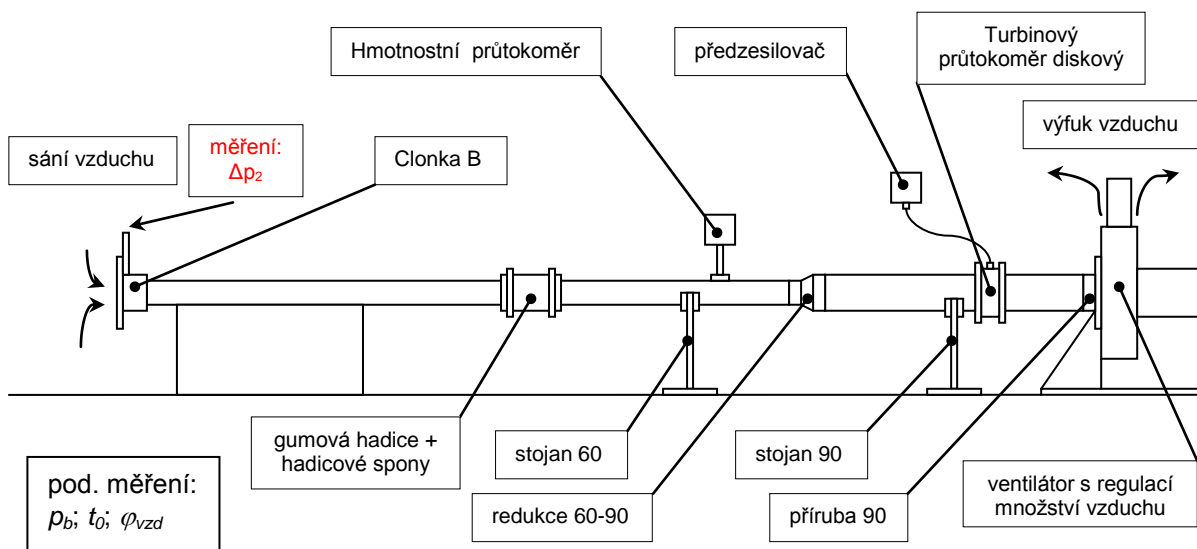 Hmotnostní průtokoměr
předzesilovač
Turbinový
průtokoměr diskový
sání vzduchu
měření:
Δp2
Clonka B
výfuk vzduchu
gumová hadice +
hadicové spony
stojan 60
stojan 90
redukce 60-90
příruba 90
ventilátor s regulací
množství vzduchu
pod. měření:
pb; t0; φvzd